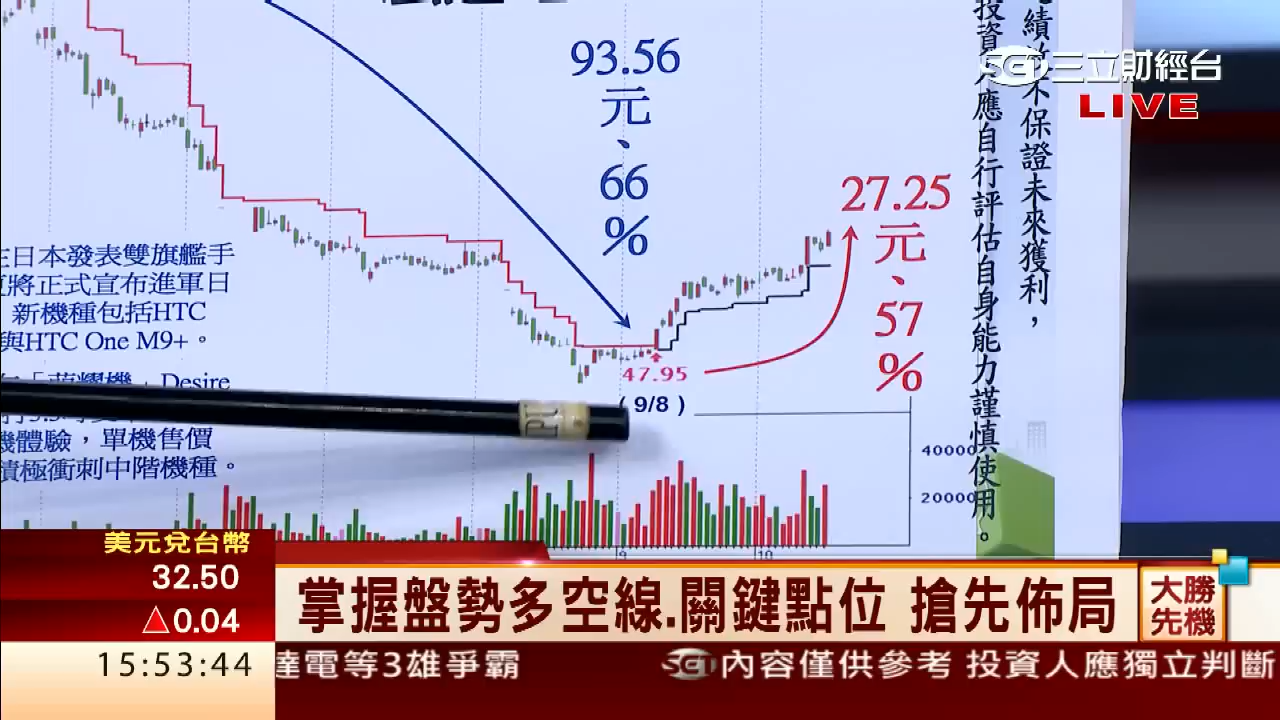 93.56
元、
66
%
27.25
元、
57
%
47.95
( 9/8 )
投資人應自行評估自身能力謹慎使用。
不保證未來獲利，
SET三立財經台
LIVE
在日本發表雙旗艦手
將正式宣布進軍日
新機種包括HTC
與HTC One M9+。
Desire
機體驗，單機售價
積極衝刺中階機種。
40000
20000
9
10
美元兌台幣
32.50
△0.04
15:53:44
掌握盤勢多空線.關鍵點位 搶先佈局
大勝
先機
達電等3雄爭霸
SET內容僅供參考 投資人應獨立判斷